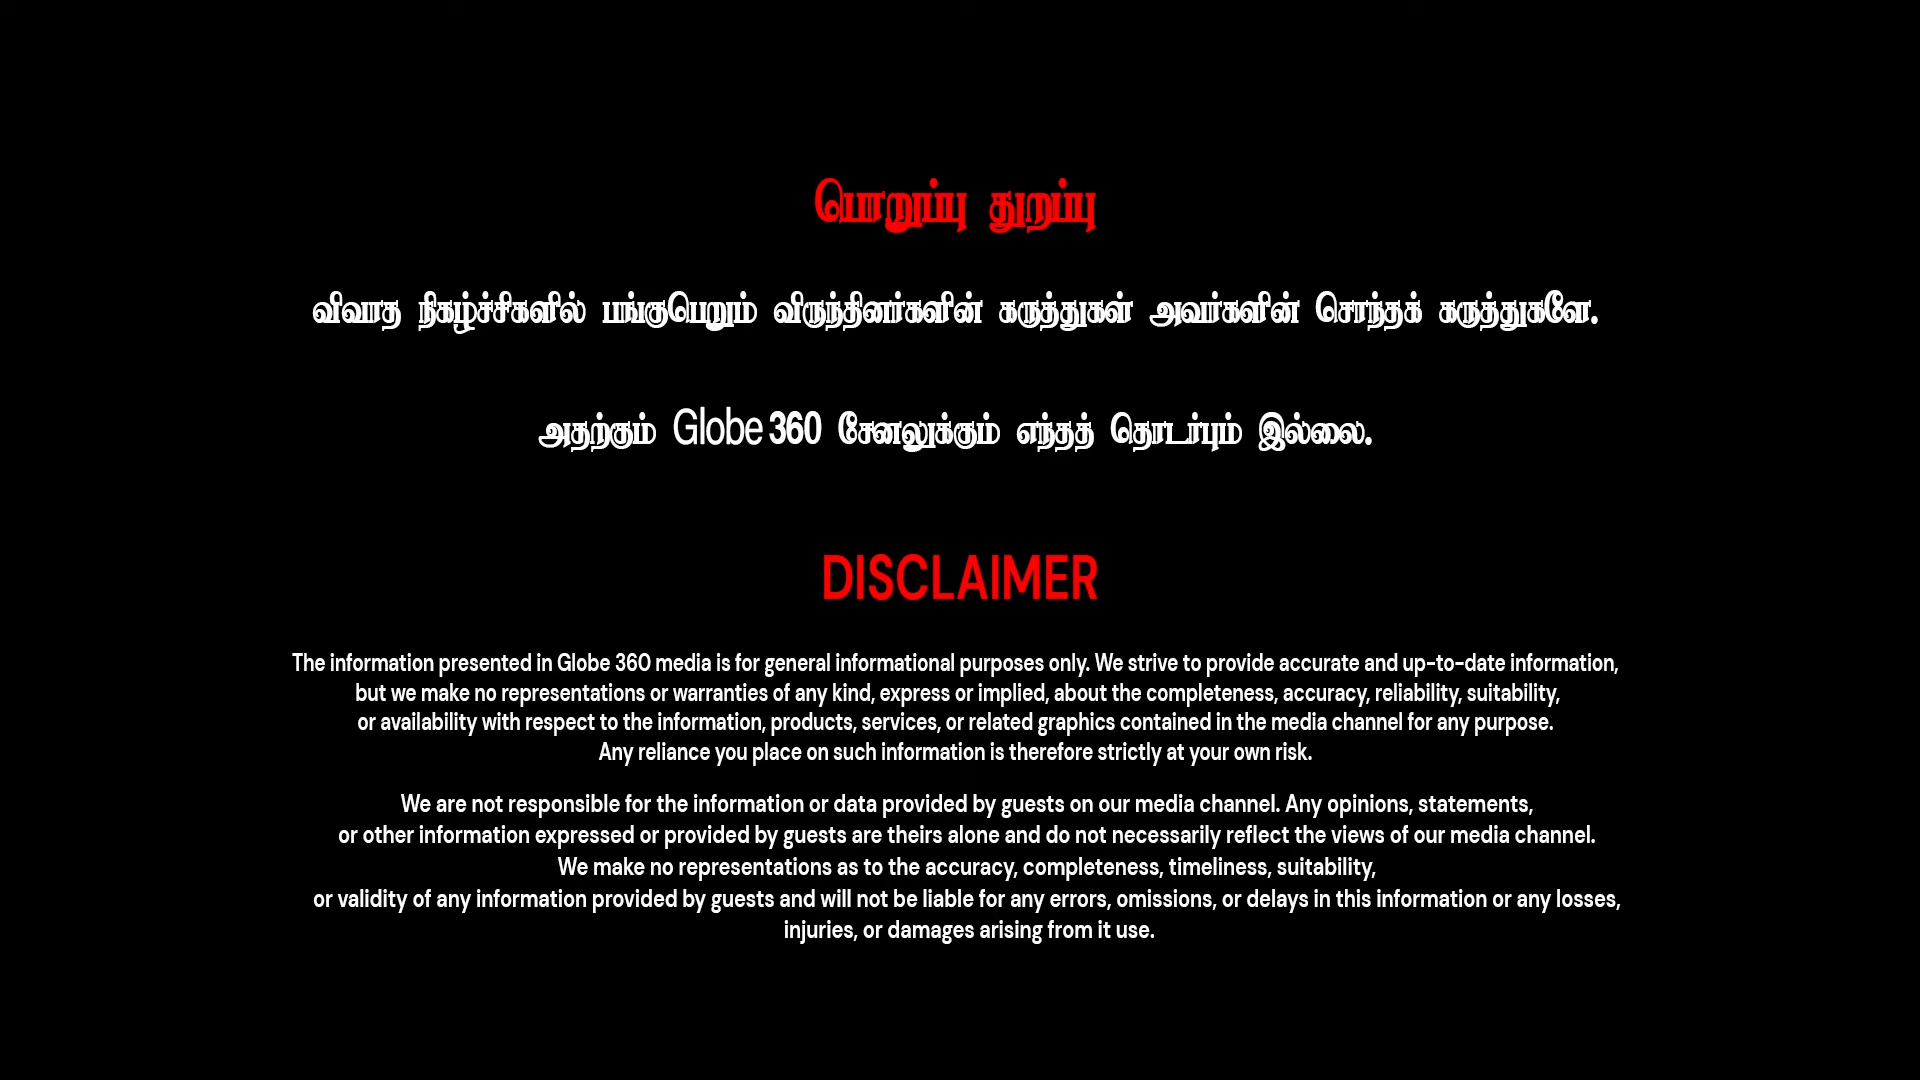 பொறுப்பு துறப்பு
விவாத நிகழ்ச்சிகளில் பங்குபெறும் விருந்தினர்களின் கருத்துகள் அவர்களின் சொந்தக் கருத்துகளே.
அதற்கும் Globe 360 சேனலுக்கும் எந்தத் தொடர்பும் இல்லை.
DISCLAIMER
The information presented in Globe 360 media is for general informational purposes only. We strive to provide accurate and up-to-date information,
but we make no representations or warranties of any kind, express or implied, about the completeness, accuracy, reliability, suitability,
or availability with respect to the information, products, services, or related graphics contained in the media channel for any purpose.
Any reliance you place on such information is therefore strictly at your own risk.
We are not responsible for the information or data provided by guests on our media channel. Any opinions, statements,
or other information expressed or provided by guests are theirs alone and do not necessarily reflect the views of our media channel.
We make no representations as to the accuracy, completeness, timeliness, suitability,
or validity of any information provided by guests and will not be liable for any errors, omissions, or delays in this information or any losses,
injuries, or damages arising from it use.